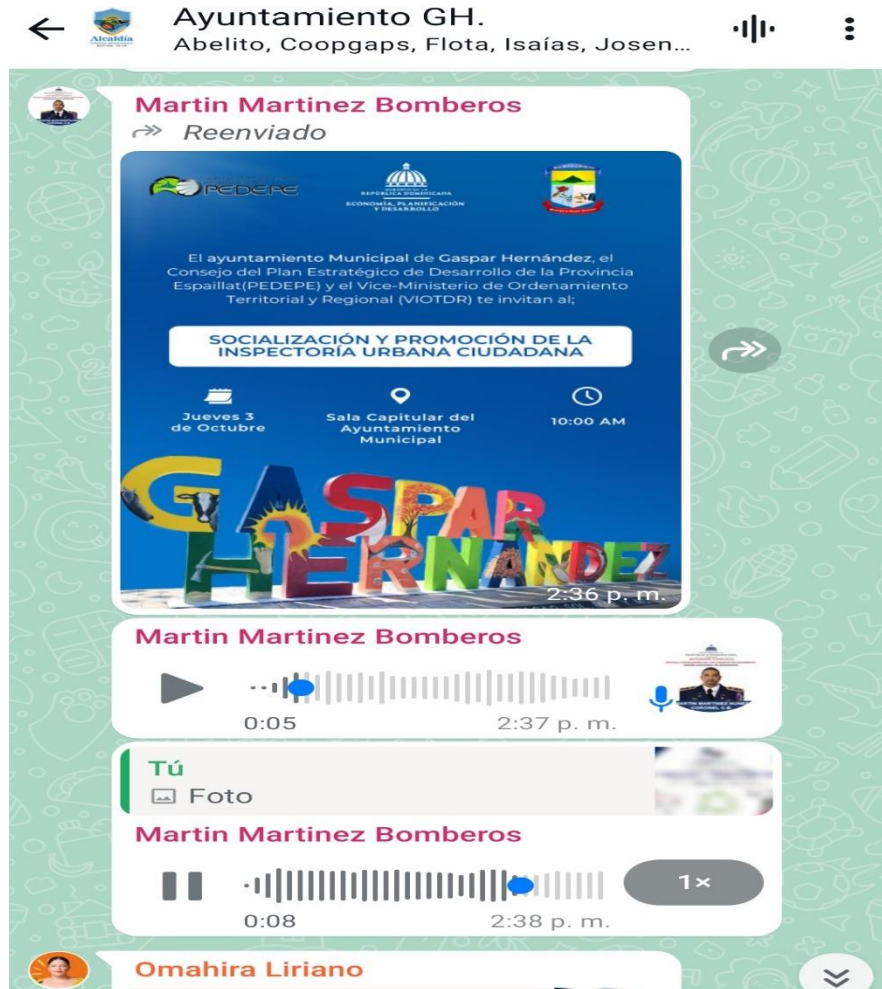 Ayuntamiento GH.
Alcaldía
Abelito, Coopgaps, Flota, Isaías, Josen...
Martin Martinez Bomberos
Reenviado
PEDEPE
REPÚBLICA DOMINICANA
ECONOMÍA, PLANIFICACIÓN
Y DESARROLLO
El ayuntamiento Municipal de Gaspar Hernández, el
Consejo del Plan Estratégico de Desarrollo de la Provincia
Espaillat(PEDEPE) y el Vice-Ministerio de Ordenamiento
Territorial y Regional (VIOTDR) te invitan al;
SOCIALIZACIÓN Y PROMOCIÓN DE LA
INSPECTORÍA URBANA CIUDADANA
Jueves 3
de Octubre
Sala Capitular del
Ayuntamiento
Municipal
10:00 AM
GASPAR
HERNANDEZ
2:36 p. m.
Martin Martinez Bomberos
0:05
2:37 p. m.
Tú
Foto
Martin Martinez Bomberos
1×
0:08
2:38 p. m.
Omahira Liriano